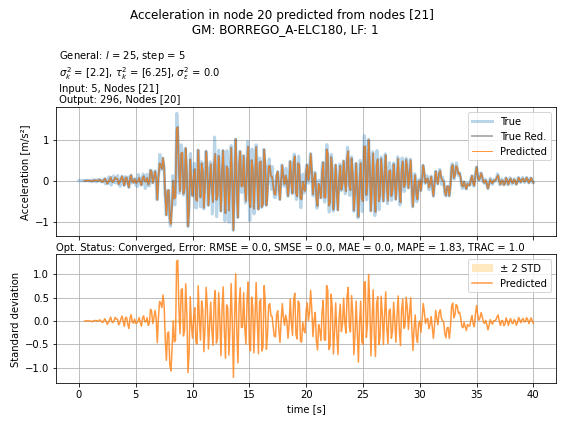 Acceleration in node 20 predicted from nodes [21]
GM: BORREGO_A-ELC180, LF: 1
General: l = 25, step = 5
σ²ₖ = [2.2], τ²ₖ = [6.25], σ²ε = 0.0
Input: 5, Nodes [21]
Output: 296, Nodes [20]
Acceleration [m/s²]
1
0
−1
True
True Red.
Predicted
Opt. Status: Converged, Error: RMSE = 0.0, SMSE = 0.0, MAE = 0.0, MAPE = 1.83, TRAC = 1.0
Standard deviation
1.0
0.5
0.0
−0.5
−1.0
± 2 STD
Predicted
0 5 10 15 20 25 30 35 40
time [s]